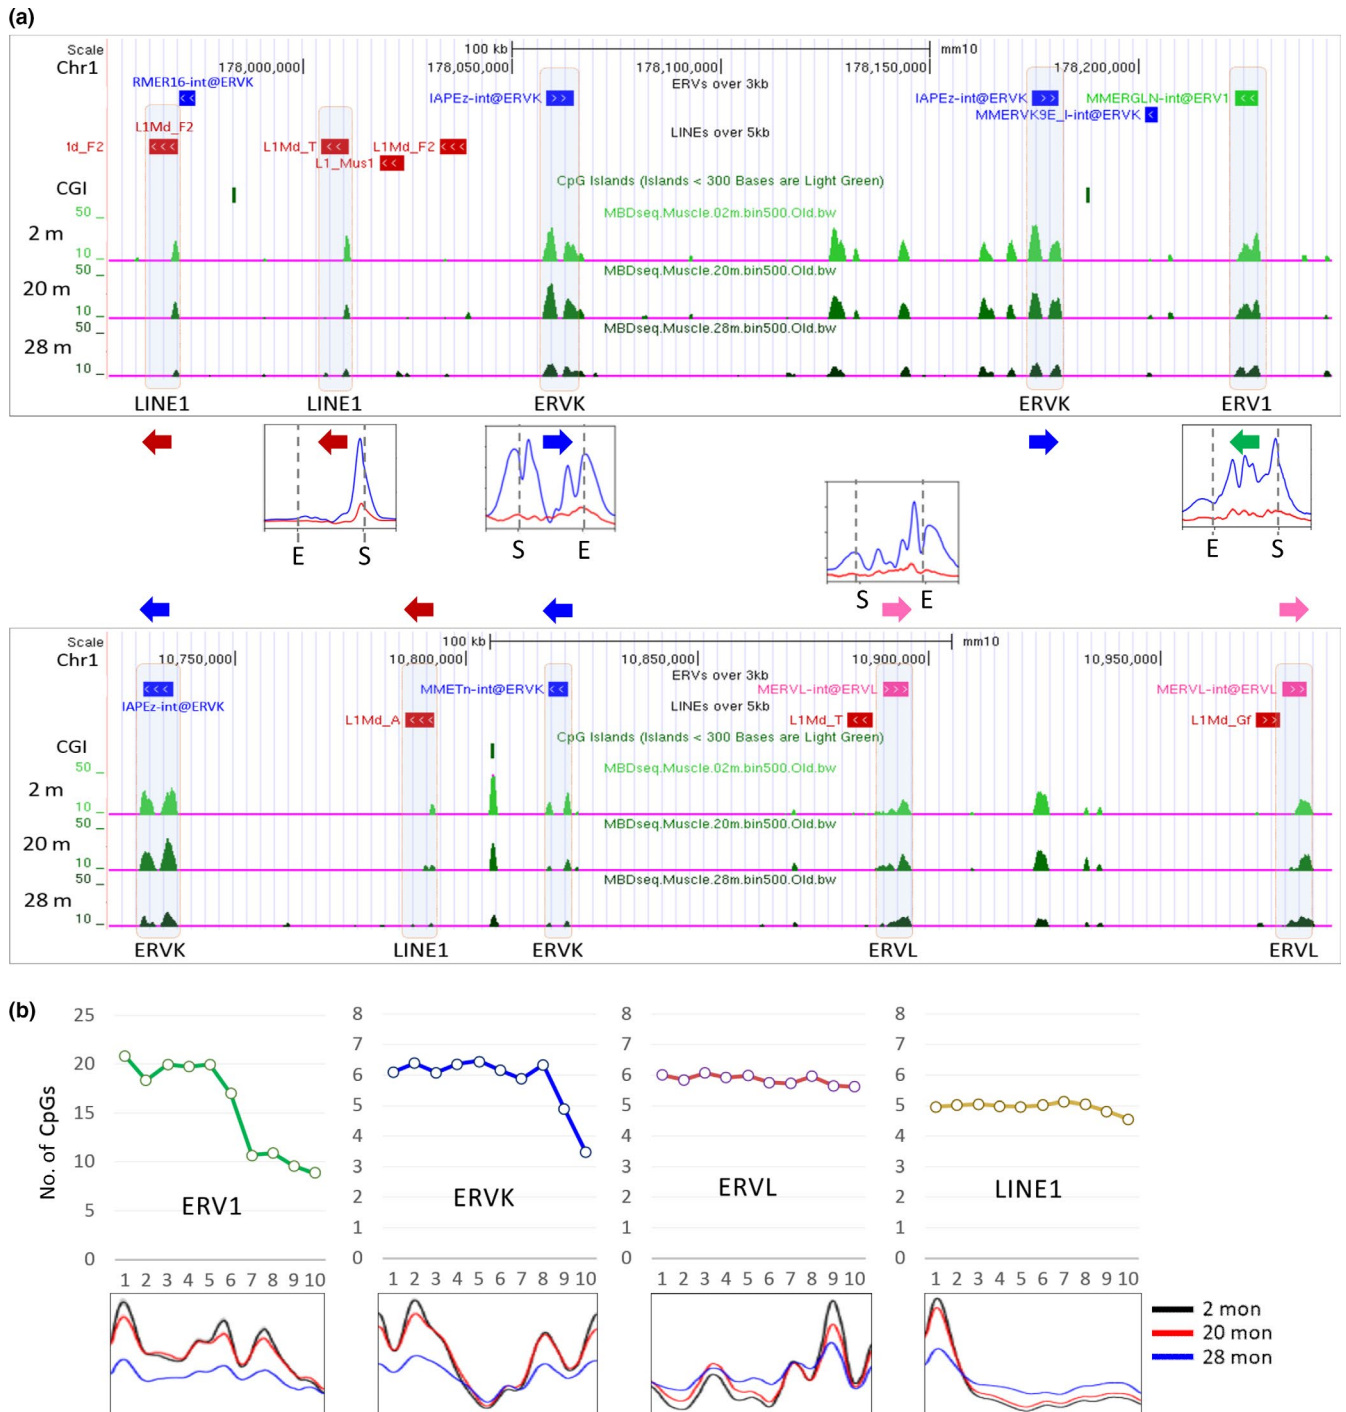 (a)
Scale 100 kb mm10
Chr1 178,000,000 178,050,000 178,100,000 178,150,000 178,200,000
ERVs over 3kb
RMER16-int@ERVK
IAPEz-int@ERVK IAPEz-int@ERVK MMERGLN-int@ERV1
MMERVK9E_I-int@ERVK
L1Md_F2
LINEs over 5kb
1d_F2 L1Md_T L1Md_F2
L1_Mus1
CpG Islands (Islands < 300 Bases are Light Green)
CGI
50
MBDseq.Muscle.02m.bin500.Old.bw
2 m
10
50
MBDseq.Muscle.20m.bin500.Old.bw
20 m
10
50
MBDseq.Muscle.28m.bin500.Old.bw
28 m
10
LINE1 LINE1 ERVK ERVK ERV1
E S S E E S
S E
Scale 100 kb mm10
Chr1 10,750,000 10,800,000 10,850,000 10,900,000 10,950,000
ERVs over 3kb
MMETn-int@ERVK MERVL-int@ERVL MERVL-int@ERVL
IAPEz-int@ERVK
LINEs over 5kb
L1Md_A L1Md_T L1Md_Gf
CpG Islands (Islands < 300 Bases are Light Green)
CGI
50
MBDseq.Muscle.02m.bin500.Old.bw
2 m
10
50
MBDseq.Muscle.20m.bin500.Old.bw
20 m
10
50
MBDseq.Muscle.28m.bin500.Old.bw
28 m
10
ERVK LINE1 ERVK ERVL ERVL
(b)
No. of CpGs
25
20
15
10
5
0
ERV1
1 2 3 4 5 6 7 8 9 10
8
7
6
5
4
3
2
1
0
ERVK
1 2 3 4 5 6 7 8 9 10
8
7
6
5
4
3
2
1
0
ERVL
1 2 3 4 5 6 7 8 9 10
8
7
6
5
4
3
2
1
0
LINE1
1 2 3 4 5 6 7 8 9 10
2 mon
20 mon
28 mon